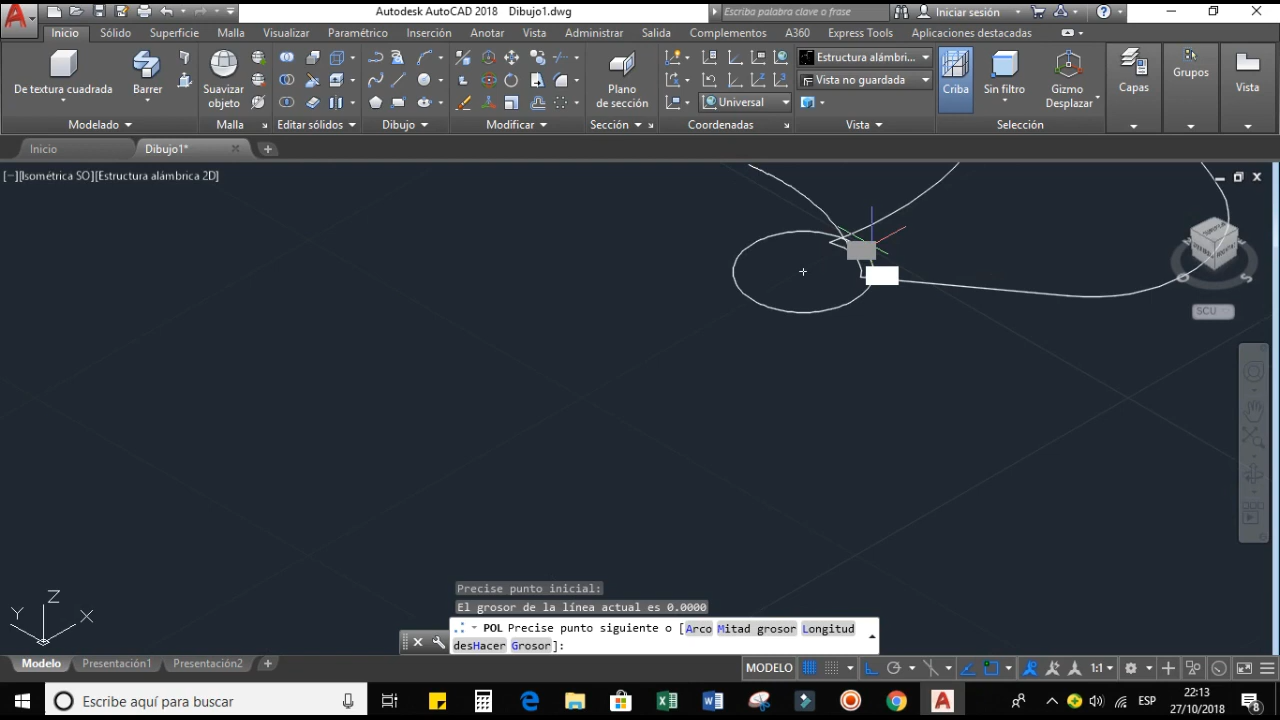 Autodesk AutoCAD 2018 Dibujo1.dwg
Escriba palabra clave o frase
Iniciar sesión
Inicio
Sólido
Superficie
Malla
Visualizar
Paramétrico
Inserción
Anotar
Vista
Administrar
Salida
Complementos
A360
Express Tools
Aplicaciones destacadas
De textura cuadrada
Barrer
Suavizar
objeto
Plano
de sección
Universal
Estructura alámbri...
Vista no guardada
Criba
Sin filtro
Gizmo
Desplazar
Capas
Grupos
Vista
Modelado
Malla
Editar sólidos
Dibujo
Modificar
Sección
Coordenadas
Vista
Selección
Inicio
Dibujo1*
[−][Isométrica SO][Estructura alámbrica 2D]
O
S
SCU
Z
Y
X
Precise punto inicial:
El grosor de la línea actual es 0.0000
POL Precise punto siguiente o [Arco Mitad grosor Longitud
desHacer Grosor]:
Modelo
Presentación1
Presentación2
MODELO
1:1
Escribe aquí para buscar
ESP
22:13
27/10/2018
8